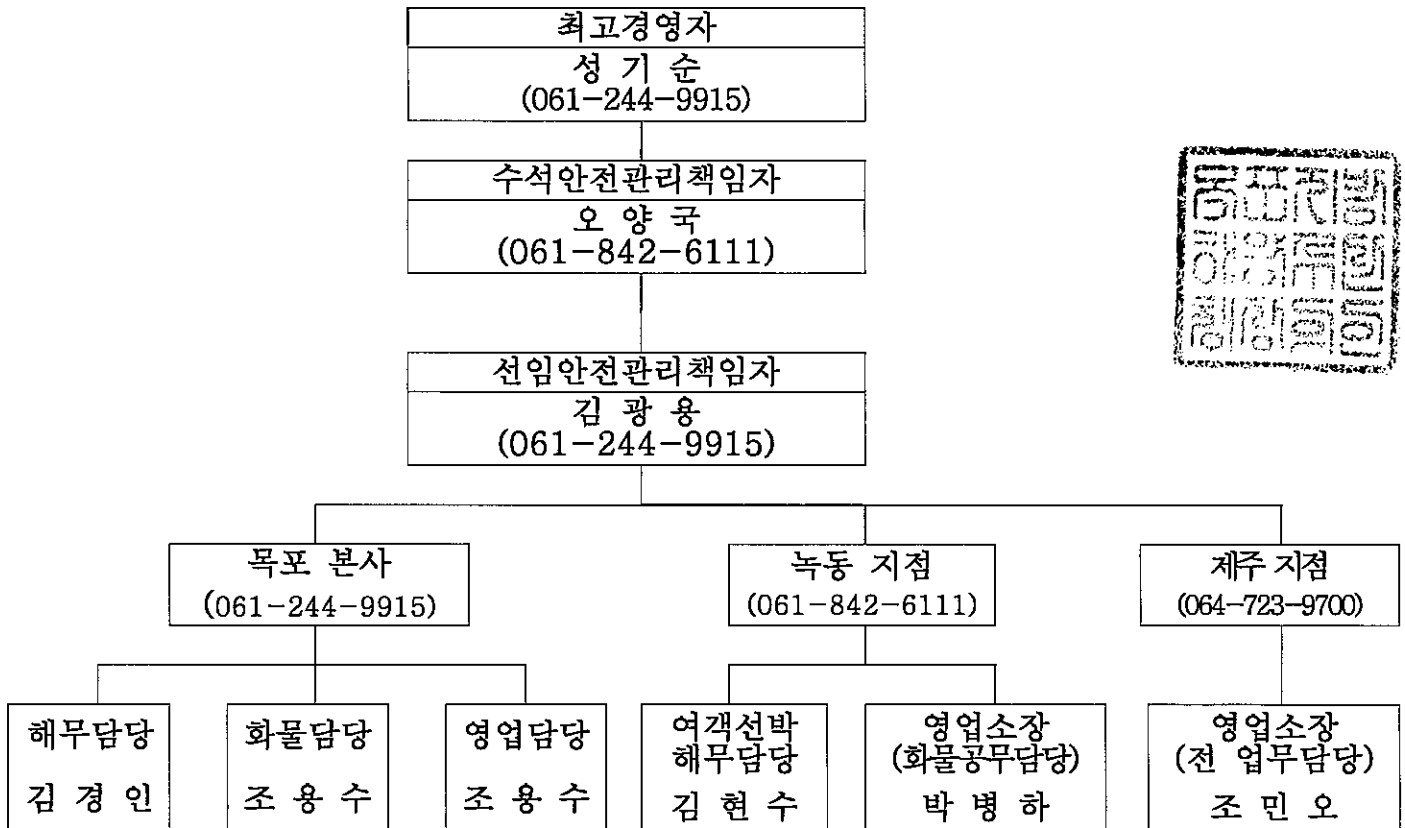 최고경영자
성 기 순
(061-244-9915)
수석안전관리책임자
오 양 국
(061-842-6111)
선임안전관리책임자
김 광 용
(061-244-9915)
목포 본사
(061-244-9915)
녹동 지점
(061-842-6111)
제주 지점
(064-723-9700)
해무담당
김 경 인
화물담당
조 용 수
영업담당
조 용 수
여객선박
해무담당
김 현 수
영업소장
(화물공무담당)
박 병 하
영업소장
(전 업무담당)
조 민 오